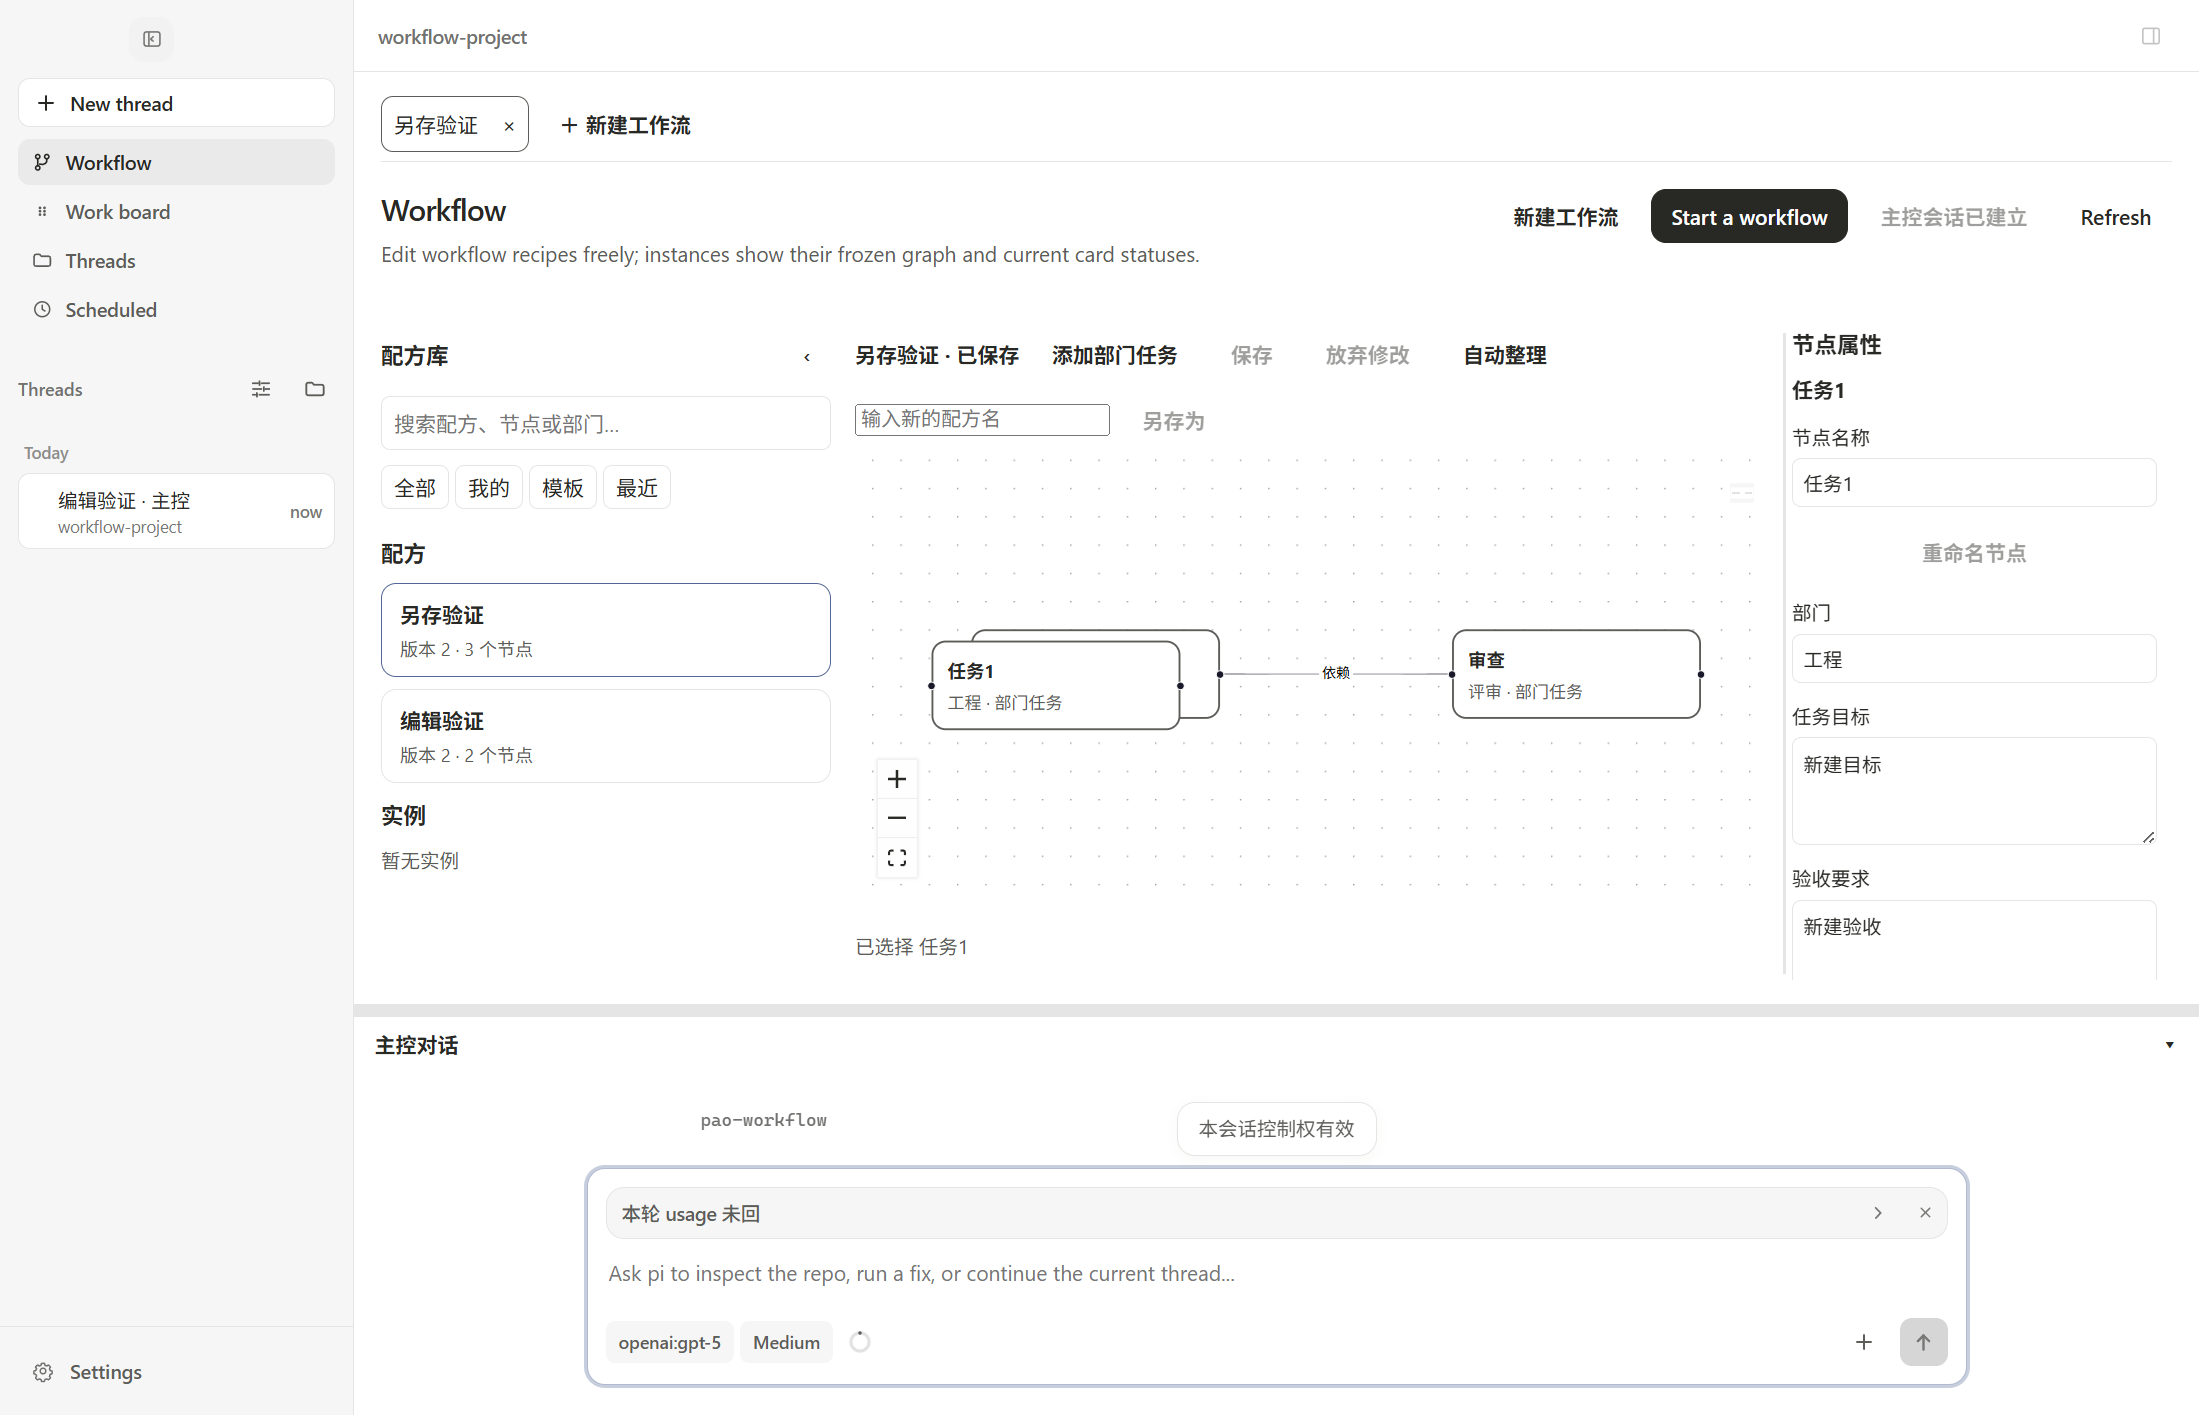 workflow-project
New thread
Workflow
Work board
Threads
Scheduled
Threads
Today
编辑验证 · 主控
workflow-project
now
Settings
另存验证 ×
+ 新建工作流
Workflow
Edit workflow recipes freely; instances show their frozen graph and current card statuses.
新建工作流
Start a workflow
主控会话已建立
Refresh
配方库
搜索配方、节点或部门...
全部
我的
模板
最近
配方
另存验证
版本 2 · 3 个节点
编辑验证
版本 2 · 2 个节点
实例
暂无实例
另存验证 · 已保存
添加部门任务
保存
放弃修改
自动整理
输入新的配方名
另存为
任务1
工程 · 部门任务
依赖
审查
评审 · 部门任务
已选择 任务1
节点属性
任务1
节点名称
任务1
重命名节点
部门
工程
任务目标
新建目标
验收要求
新建验收
主控对话
pao-workflow
本会话控制权有效
本轮 usage 未回
Ask pi to inspect the repo, run a fix, or continue the current thread...
openai:gpt-5
Medium